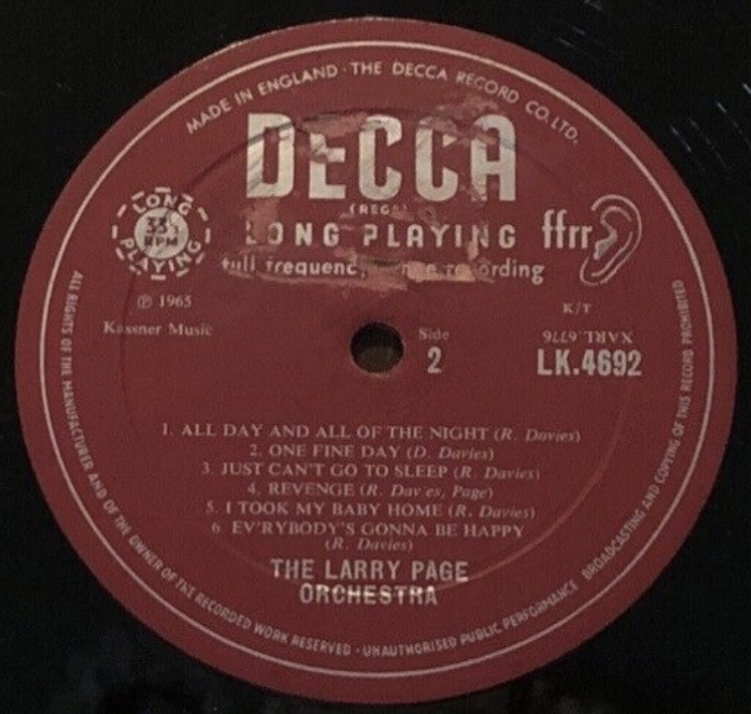 MADE IN ENGLAND · THE DECCA RECORD CO. LTD.
DECCA
(REGD)
LONG PLAYING
ffrr
full frequency range recording
LONG
33⅓
RPM
PLAYING
℗ 1965
Kassner Music
K/T
XARL.6776
Side
2
LK.4692
1. ALL DAY AND ALL OF THE NIGHT (R. Davies)
2. ONE FINE DAY (D. Davies)
3. JUST CAN'T GO TO SLEEP (R. Davies)
4. REVENGE (R. Davies, Page)
5. I TOOK MY BABY HOME (R. Davies)
6. EV'RYBODY'S GONNA BE HAPPY
(R. Davies)
THE LARRY PAGE
ORCHESTRA
ALL RIGHTS OF THE MANUFACTURER AND OF THE OWNER OF THE RECORDED WORK RESERVED · UNAUTHORISED PUBLIC PERFORMANCE BROADCASTING AND COPYING OF THIS RECORD PROHIBITED